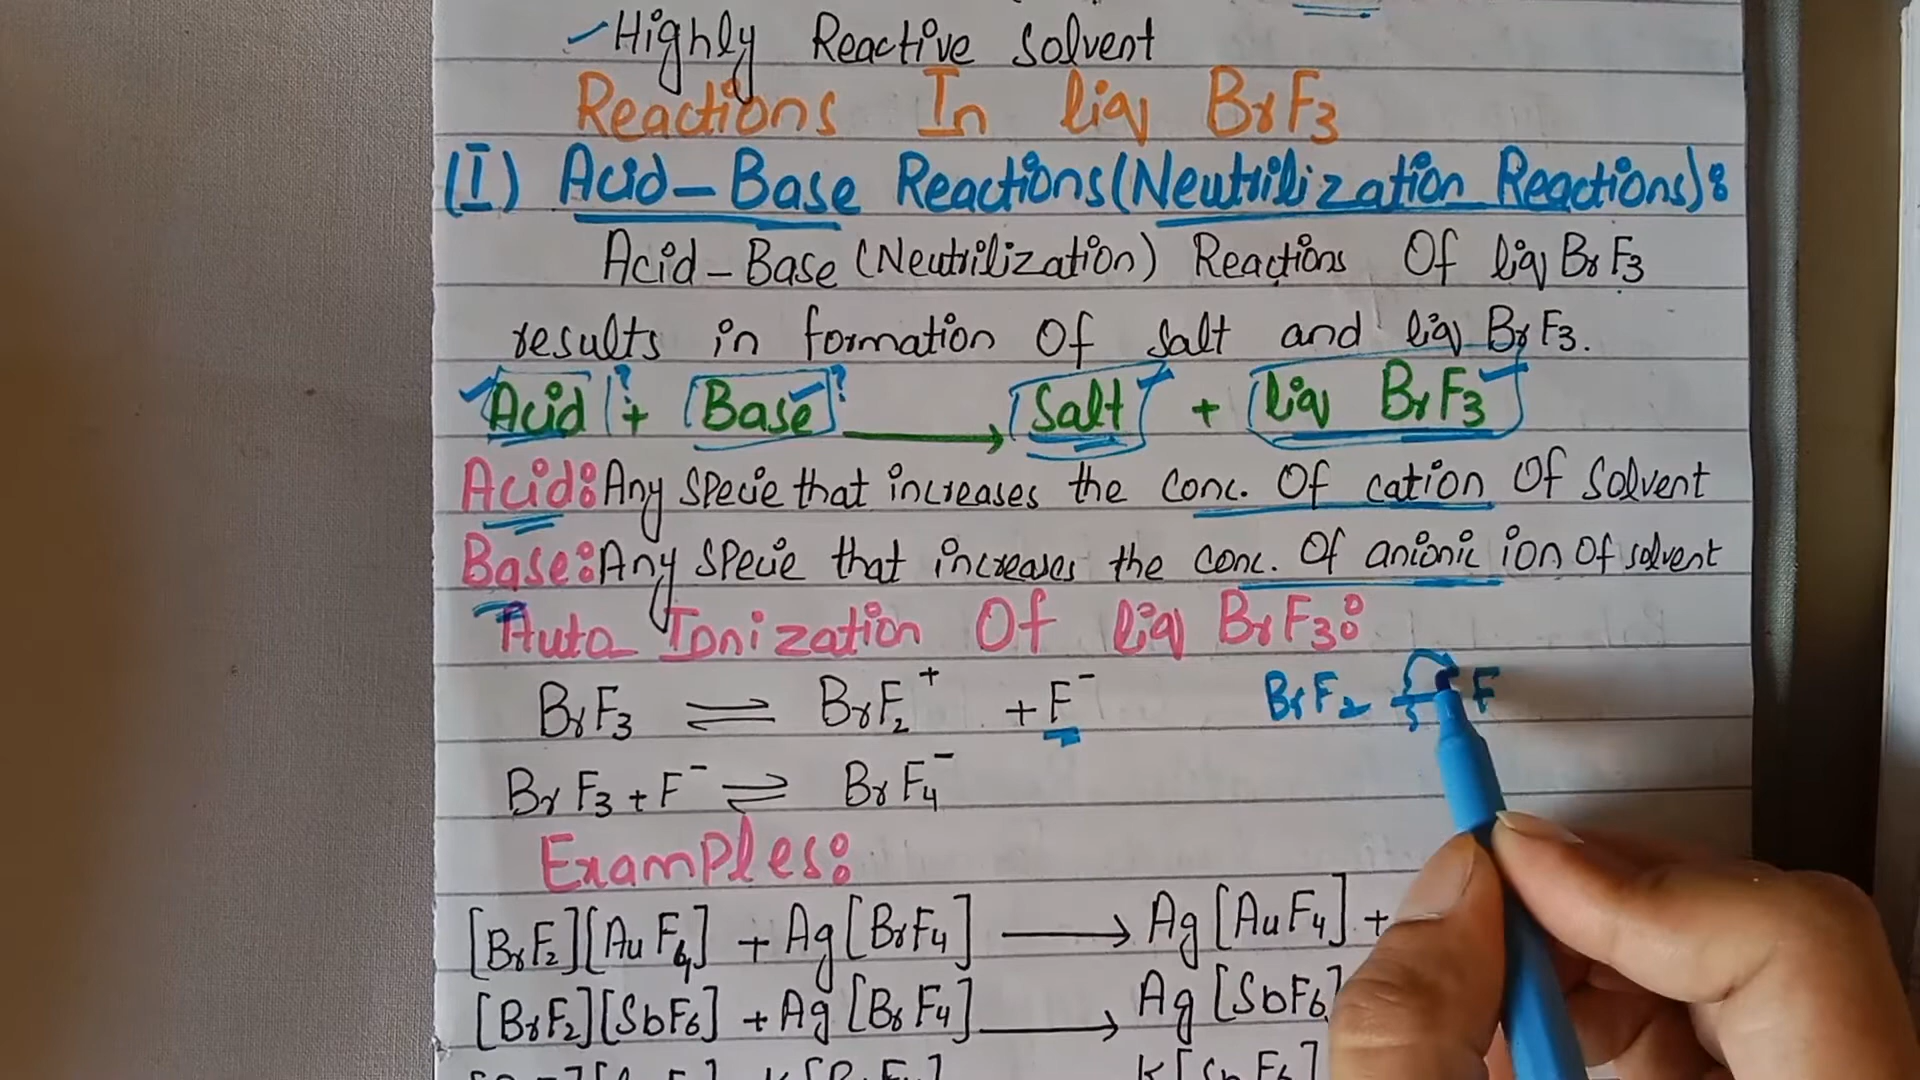 Highly Reactive Solvent
Reactions In liq BrF3
(I) Acid-Base Reactions(Neutrilization Reactions):
Acid-Base (Neutrilization) Reactions Of liq BrF3
results in formation Of Salt and liq BrF3.
Acid ? + Base ? → Salt + liq BrF3
Acid: Any specie that increases the conc. Of cation Of Solvent
Base: Any specie that increases the conc. Of anionic ion Of solvent
Auto Ionization Of liq BrF3:
BrF3 ⇌ BrF2+ + F- BrF2 F
BrF3 + F- ⇌ BrF4-
Examples:
[BrF2][AuF4] + Ag[BrF4] → Ag[AuF4] +
[BrF2][SbF6] + Ag[BrF4] → Ag[SbF6]